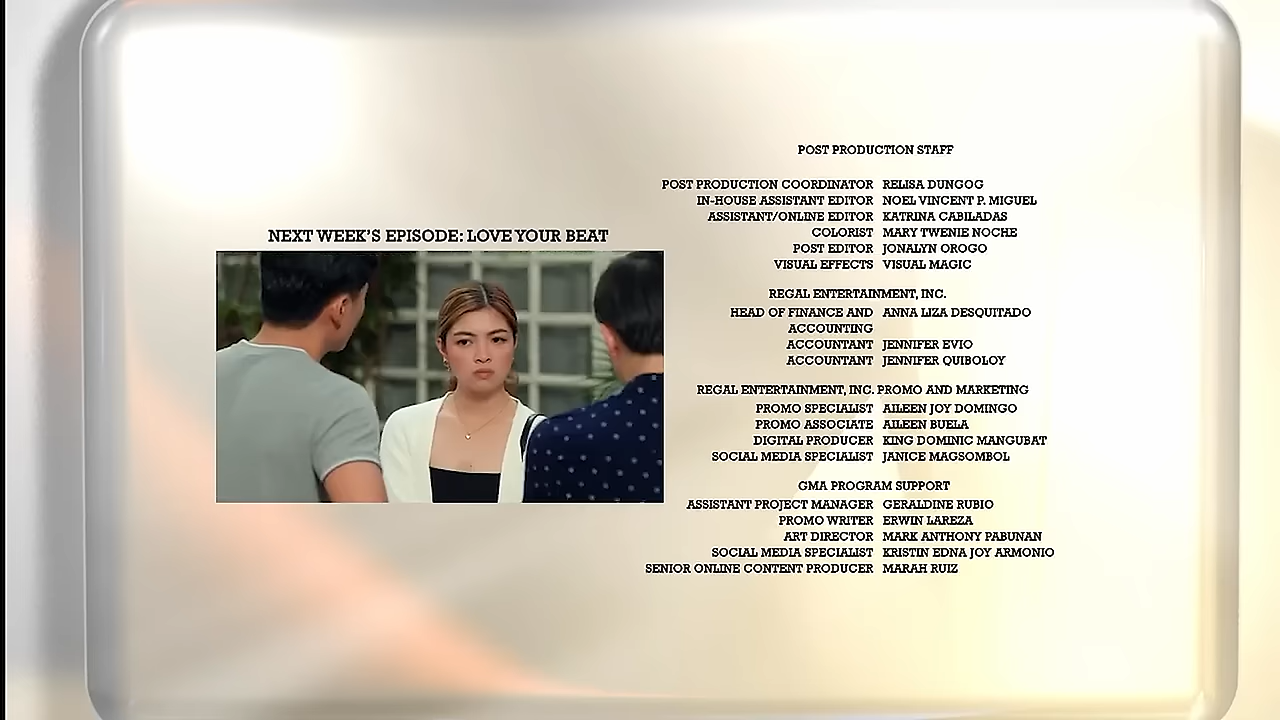 NEXT WEEK'S EPISODE: LOVE YOUR BEAT
POST PRODUCTION STAFF
POST PRODUCTION COORDINATOR RELISA DUNGOG
IN-HOUSE ASSISTANT EDITOR NOEL VINCENT P. MIGUEL
ASSISTANT/ONLINE EDITOR KATRINA CABILADAS
COLORIST MARY TWENIE NOCHE
POST EDITOR JONALYN OROGO
VISUAL EFFECTS VISUAL MAGIC
REGAL ENTERTAINMENT, INC.
HEAD OF FINANCE AND ANNA LIZA DESQUITADO
ACCOUNTING
ACCOUNTANT JENNIFER EVIO
ACCOUNTANT JENNIFER QUIBOLOY
REGAL ENTERTAINMENT, INC. PROMO AND MARKETING
PROMO SPECIALIST AILEEN JOY DOMINGO
PROMO ASSOCIATE AILEEN BUELA
DIGITAL PRODUCER KING DOMINIC MANGUBAT
SOCIAL MEDIA SPECIALIST JANICE MAGSOMBOL
GMA PROGRAM SUPPORT
ASSISTANT PROJECT MANAGER GERALDINE RUBIO
PROMO WRITER ERWIN LAREZA
ART DIRECTOR MARK ANTHONY PABUNAN
SOCIAL MEDIA SPECIALIST KRISTIN EDNA JOY ARMONIO
SENIOR ONLINE CONTENT PRODUCER MARAH RUIZ